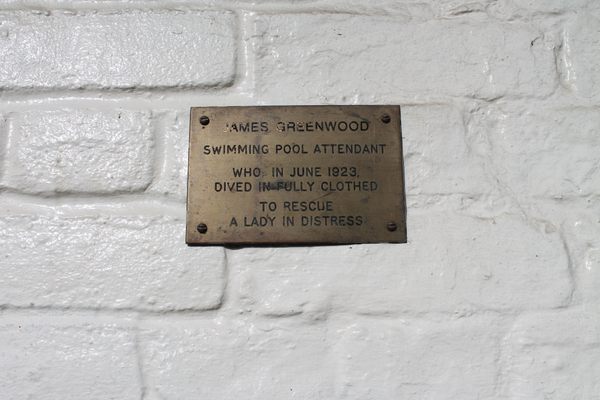 JAMES GREENWOOD
SWIMMING POOL ATTENDANT
WHO, IN JUNE 1923,
DIVED IN FULLY CLOTHED
TO RESCUE
A LADY IN DISTRESS